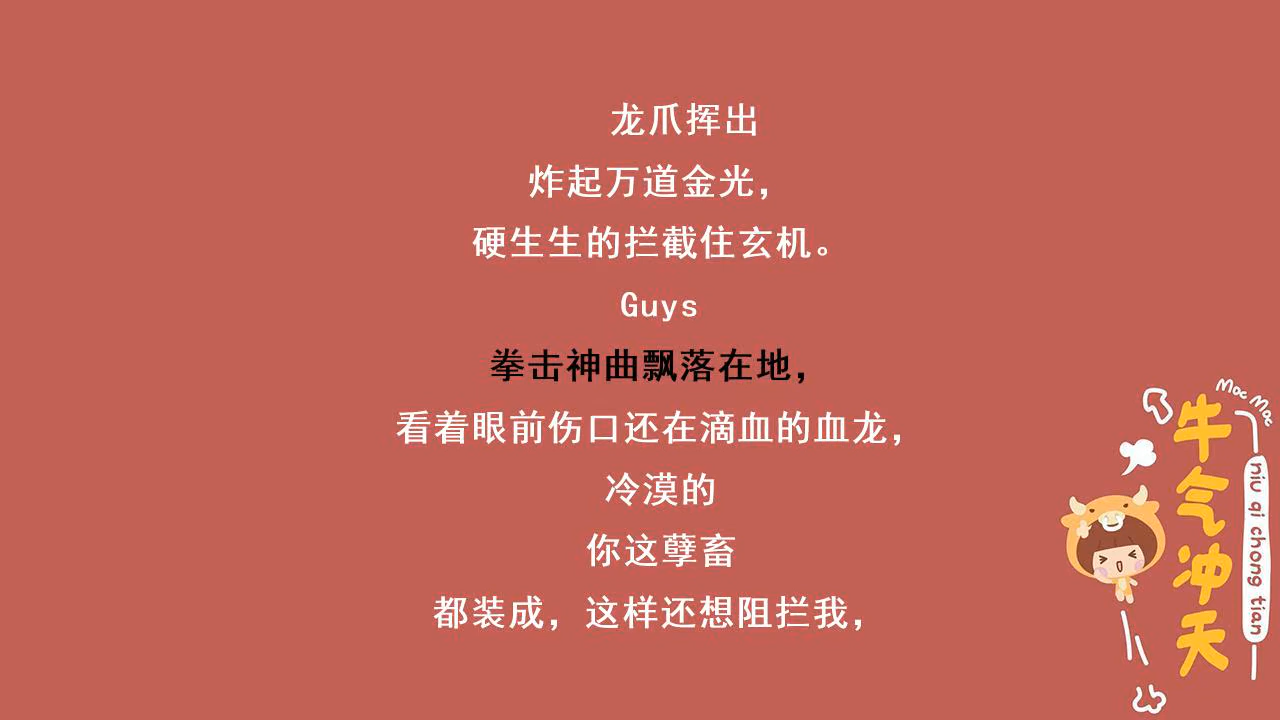 龙爪挥出
炸起万道金光，
硬生生的拦截住玄机。
Guys
拳击神曲飘落在地，
看着眼前伤口还在滴血的血龙，
冷漠的
你这孽畜
都装成，这样还想阻拦我，
Moc Moc
牛气冲天
niu qi chong tian